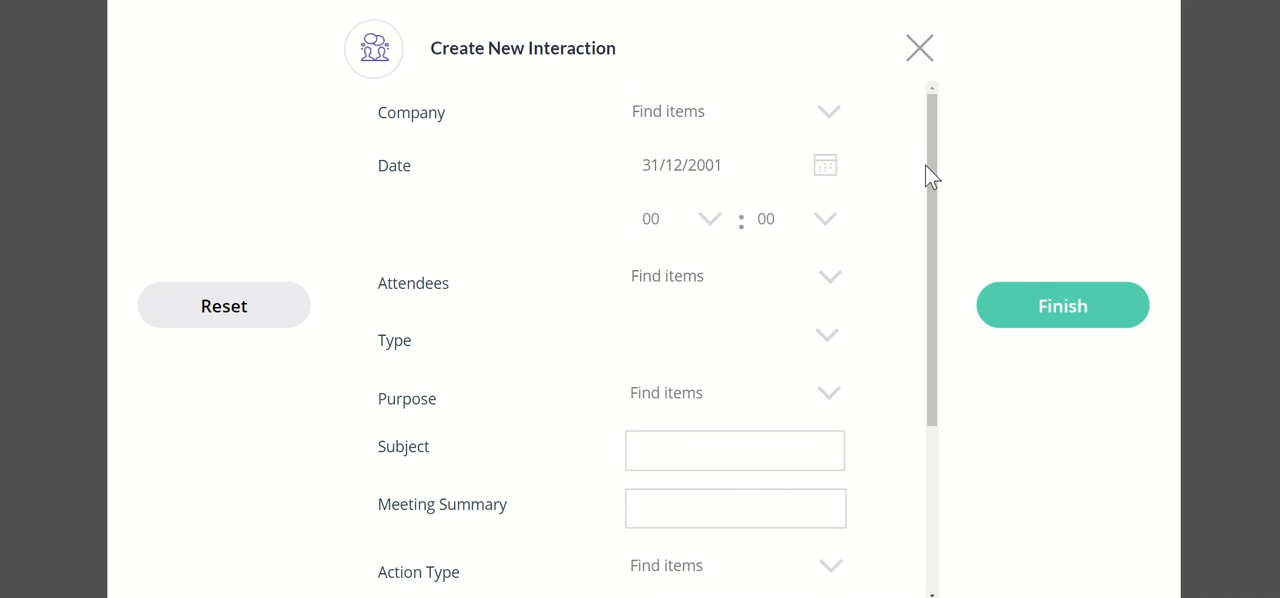 Create New Interaction
Company Find items
Date 31/12/2001
00 : 00
Reset
Attendees Find items
Finish
Type
Purpose Find items
Subject
Meeting Summary
Action Type Find items